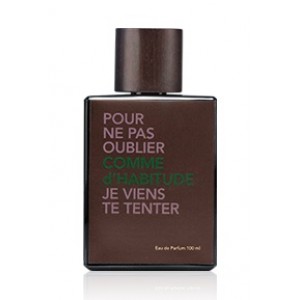 POUR
NE PAS
OUBLIER
COMME
d'HABITUDE
JE VIENS
TE TENTER
Eau de Parfum 100 ml